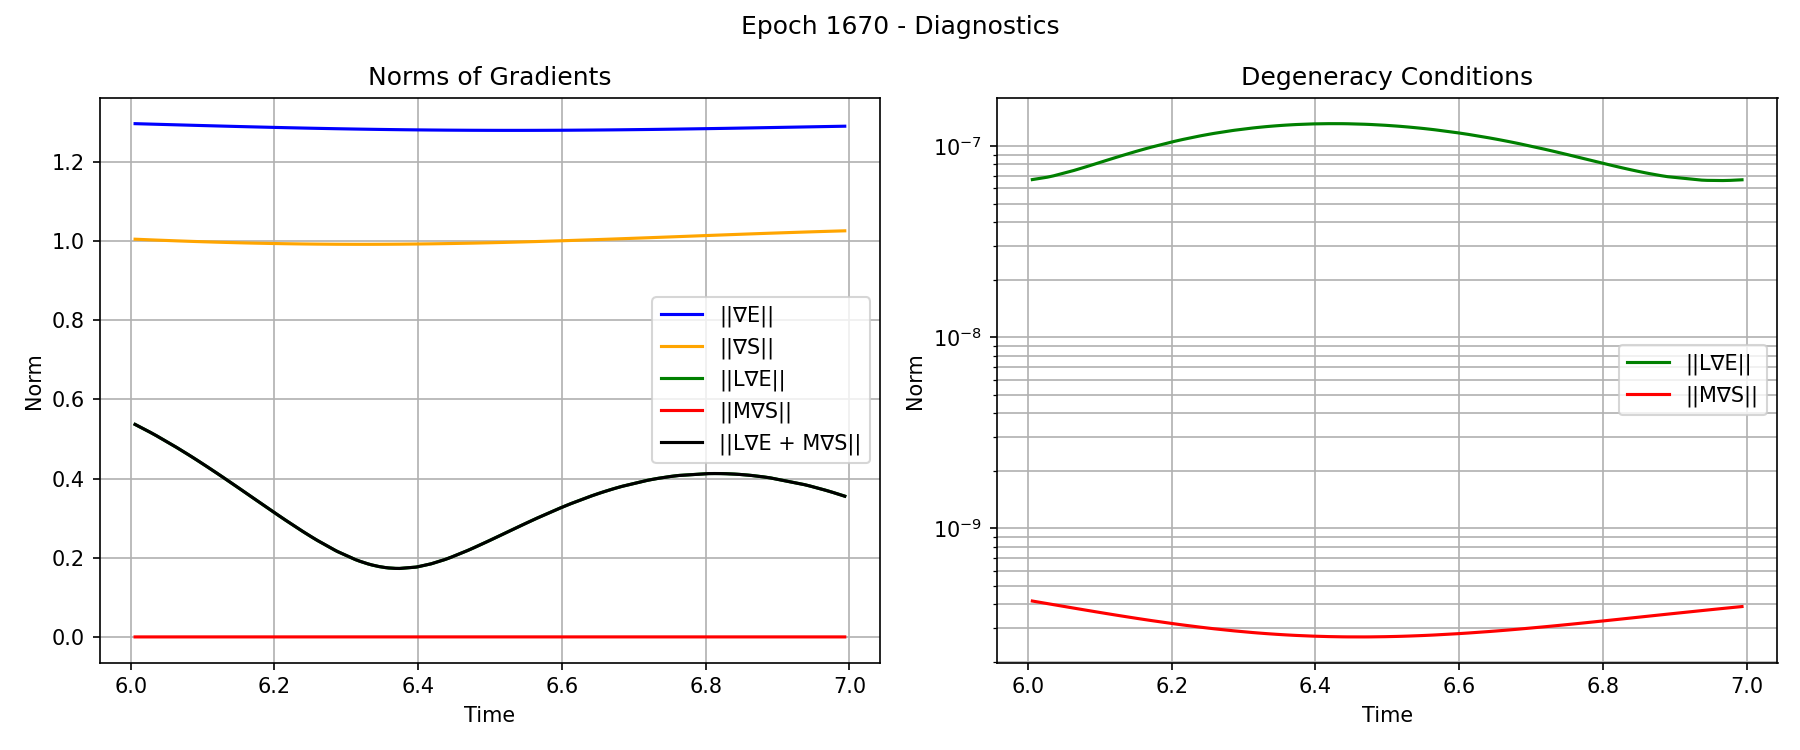 Epoch 1670 - Diagnostics
Norms of Gradients
Norm
1.2
1.0
0.8
0.6
0.4
0.2
0.0
||∇E||
||∇S||
||L∇E||
||M∇S||
||L∇E + M∇S||
6.0 6.2 6.4 6.6 6.8 7.0
Time
Degeneracy Conditions
Norm
10⁻⁷
10⁻⁸
10⁻⁹
||L∇E||
||M∇S||
6.0 6.2 6.4 6.6 6.8 7.0
Time